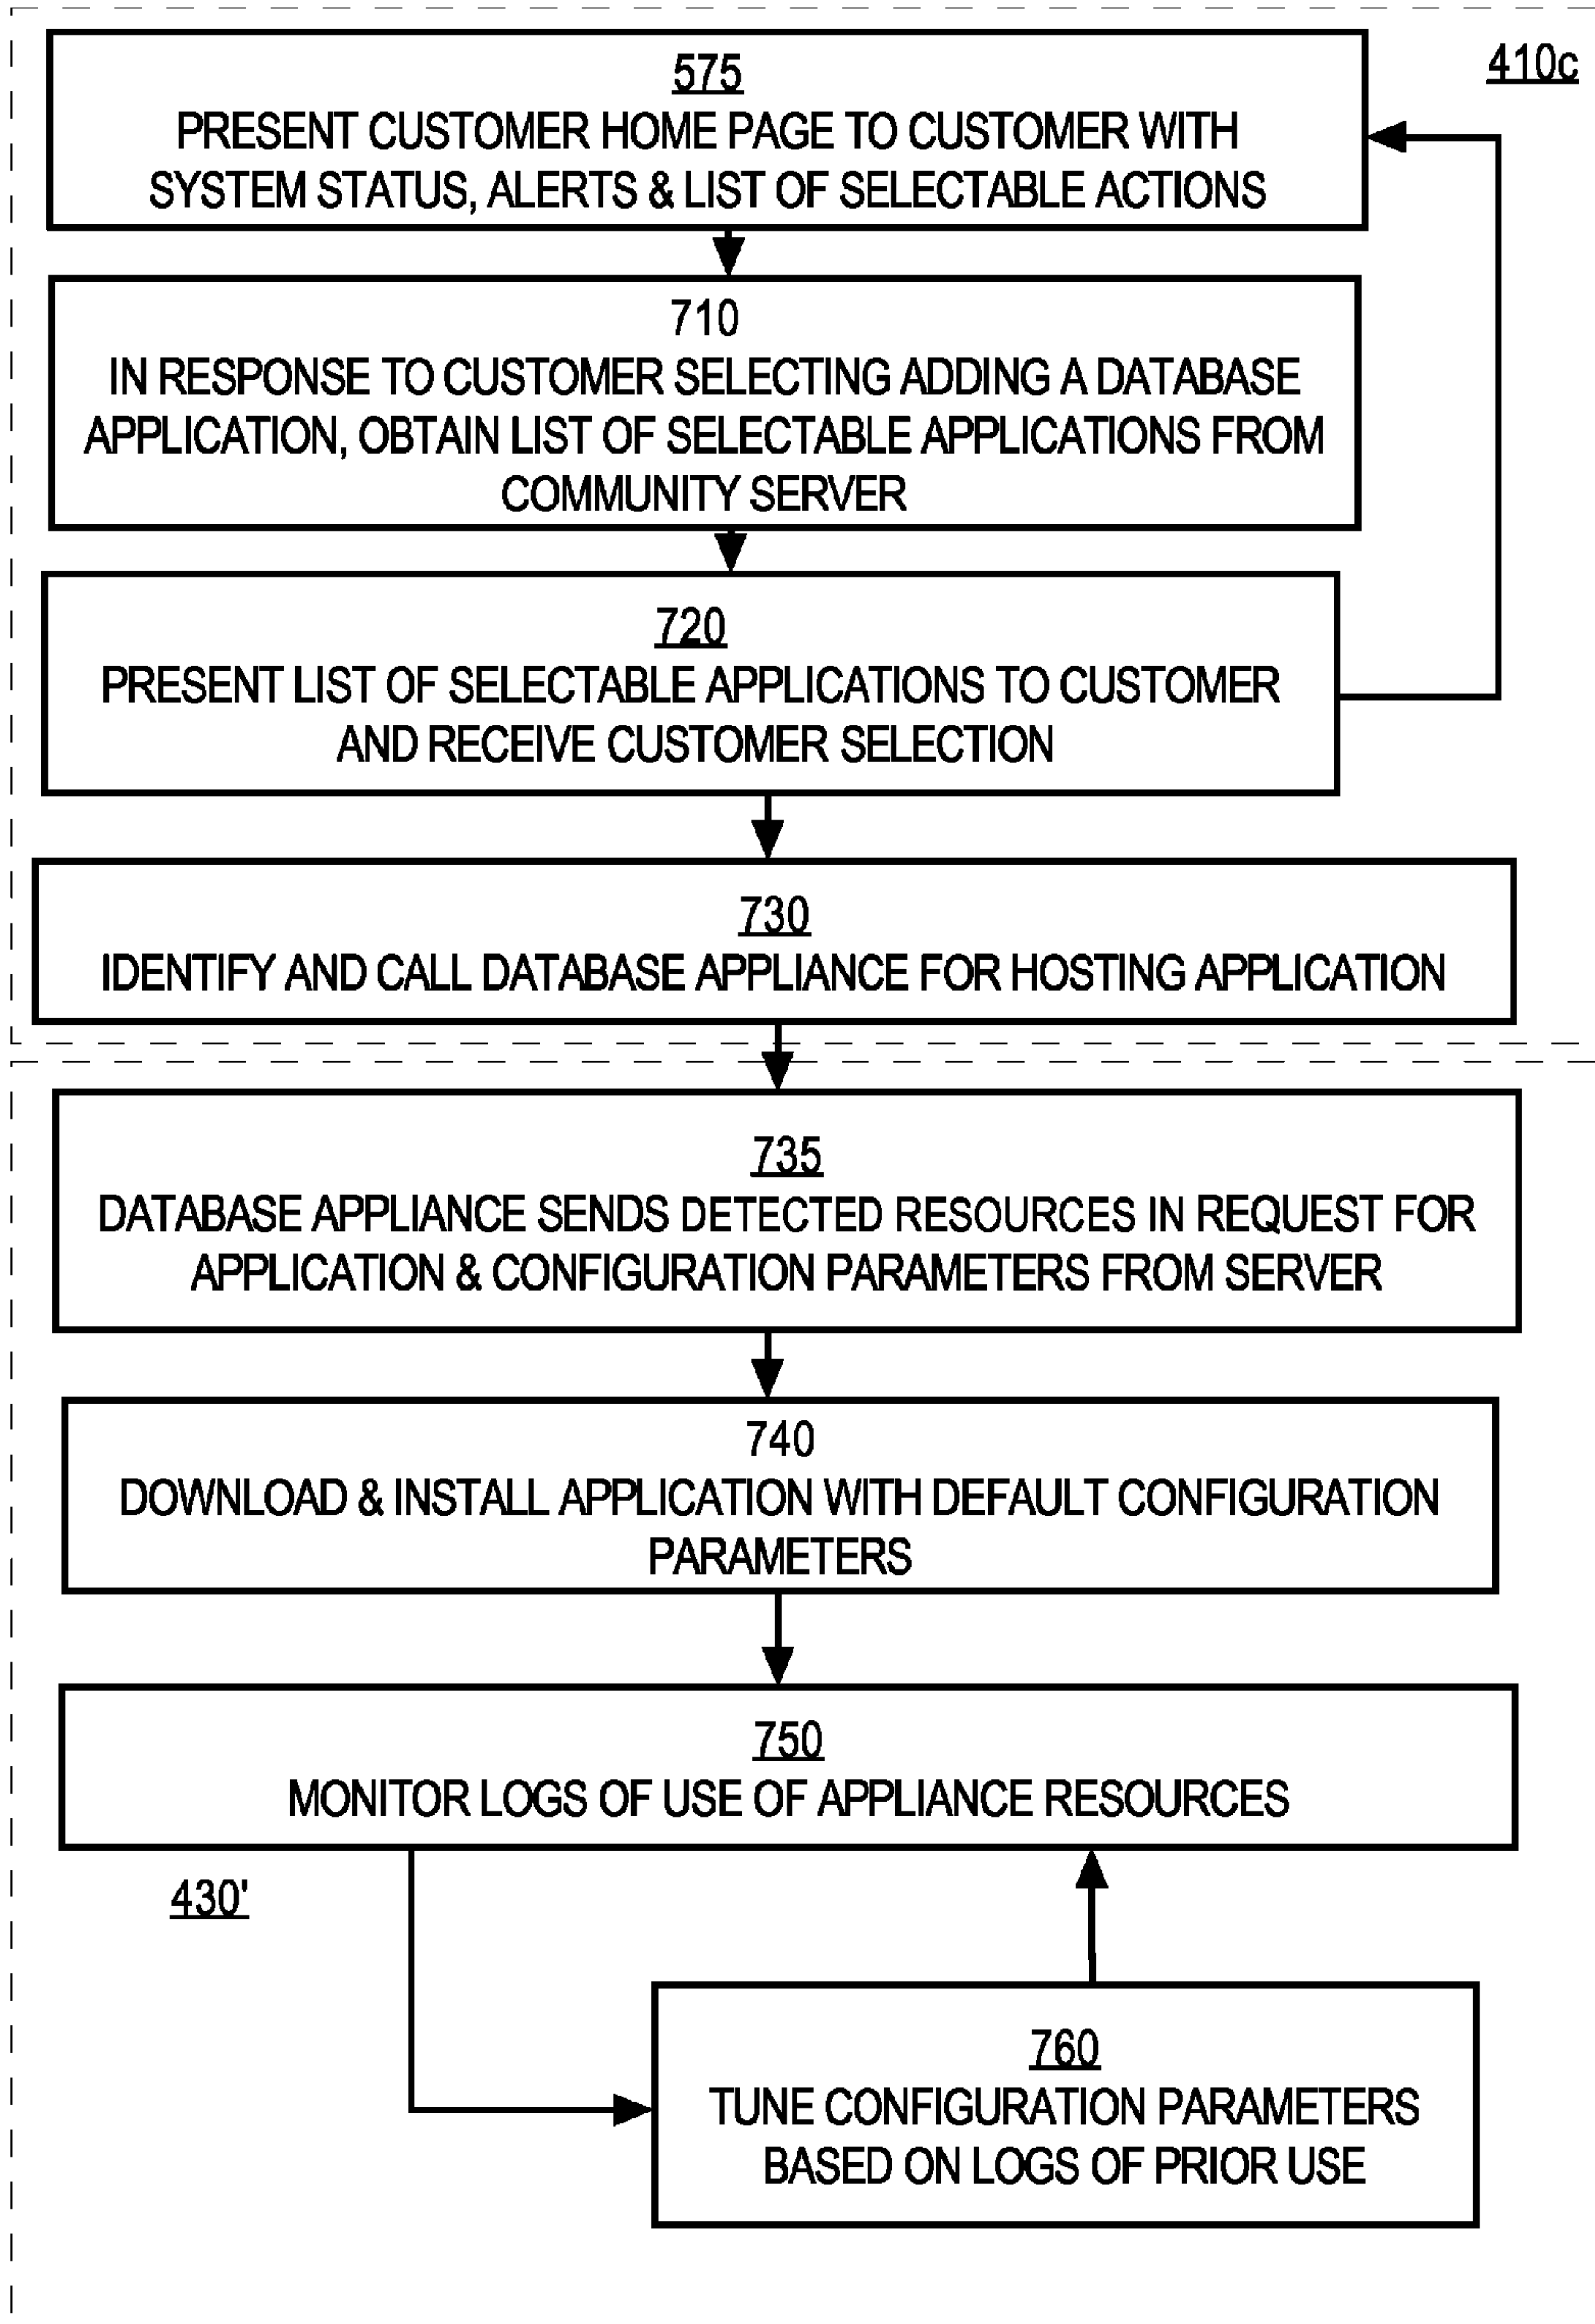 410c
575
PRESENT CUSTOMER HOME PAGE TO CUSTOMER WITH
SYSTEM STATUS, ALERTS & LIST OF SELECTABLE ACTIONS
710
IN RESPONSE TO CUSTOMER SELECTING ADDING A DATABASE
APPLICATION, OBTAIN LIST OF SELECTABLE APPLICATIONS FROM
COMMUNITY SERVER
720
PRESENT LIST OF SELECTABLE APPLICATIONS TO CUSTOMER
AND RECEIVE CUSTOMER SELECTION
730
IDENTIFY AND CALL DATABASE APPLIANCE FOR HOSTING APPLICATION
735
DATABASE APPLIANCE SENDS DETECTED RESOURCES IN REQUEST FOR
APPLICATION & CONFIGURATION PARAMETERS FROM SERVER
740
DOWNLOAD & INSTALL APPLICATION WITH DEFAULT CONFIGURATION
PARAMETERS
750
MONITOR LOGS OF USE OF APPLIANCE RESOURCES
430'
760
TUNE CONFIGURATION PARAMETERS
BASED ON LOGS OF PRIOR USE